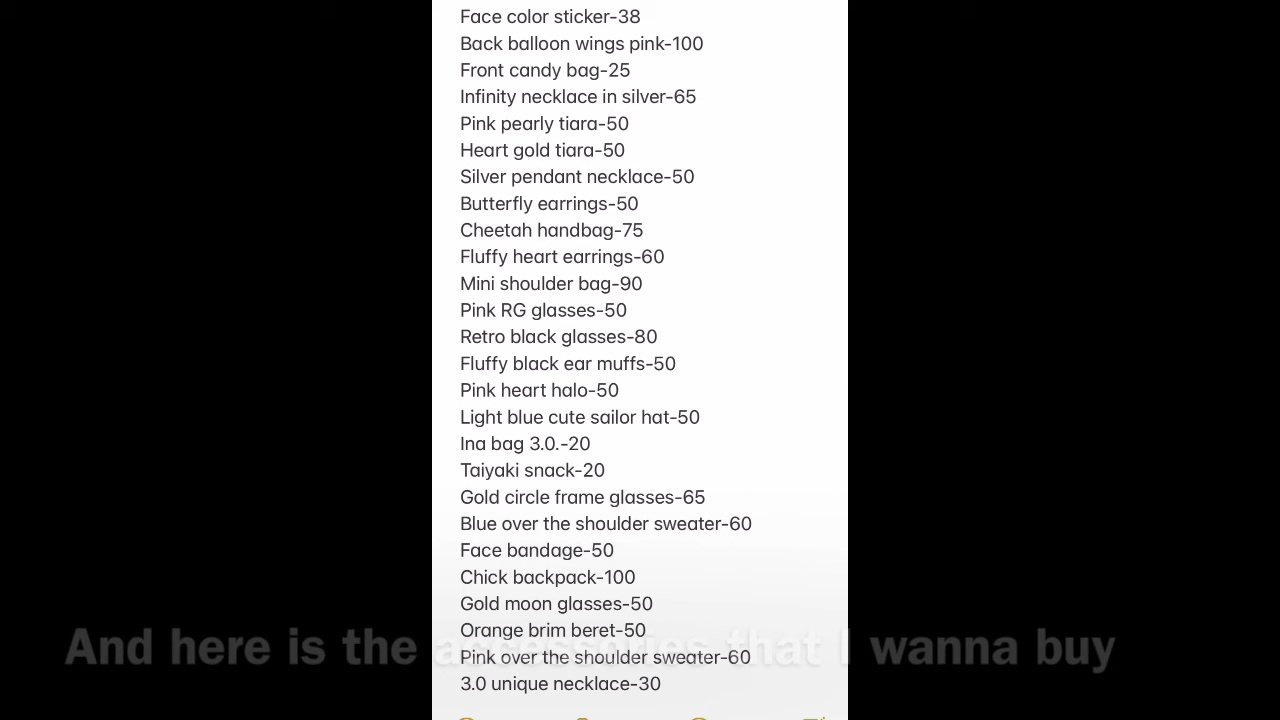 Face color sticker-38
Back balloon wings pink-100
Front candy bag-25
Infinity necklace in silver-65
Pink pearly tiara-50
Heart gold tiara-50
Silver pendant necklace-50
Butterfly earrings-50
Cheetah handbag-75
Fluffy heart earrings-60
Mini shoulder bag-90
Pink RG glasses-50
Retro black glasses-80
Fluffy black ear muffs-50
Pink heart halo-50
Light blue cute sailor hat-50
Ina bag 3.0.-20
Taiyaki snack-20
Gold circle frame glasses-65
Blue over the shoulder sweater-60
Face bandage-50
Chick backpack-100
Gold moon glasses-50
Orange brim beret-50
And here is the accessories that I wanna buy
Pink over the shoulder sweater-60
3.0 unique necklace-30